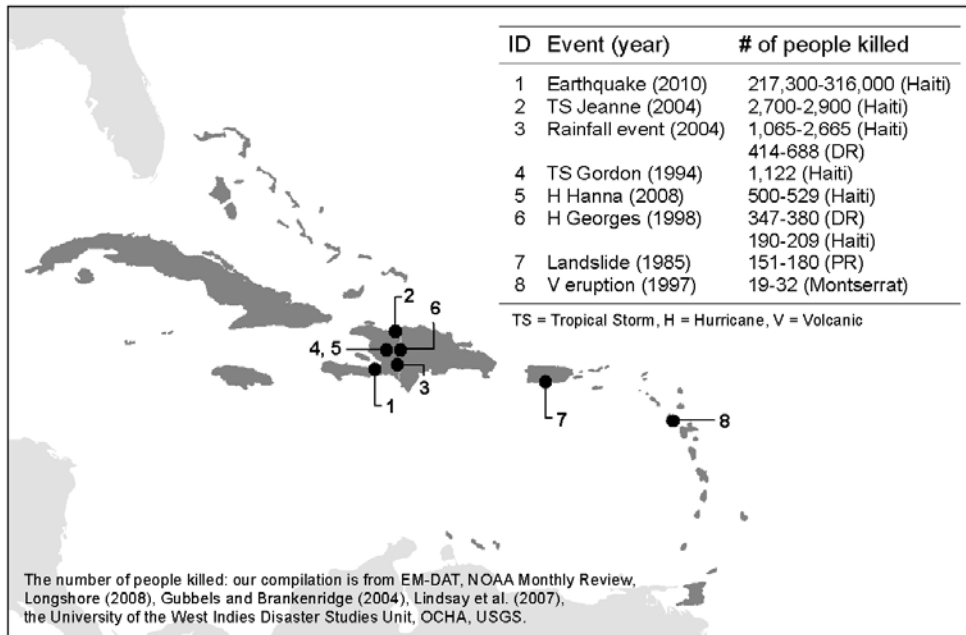 ID Event (year) # of people killed
1 Earthquake (2010) 217,300-316,000 (Haiti)
2 TS Jeanne (2004) 2,700-2,900 (Haiti)
3 Rainfall event (2004) 1,065-2,665 (Haiti)
414-688 (DR)
4 TS Gordon (1994) 1,122 (Haiti)
5 H Hanna (2008) 500-529 (Haiti)
6 H Georges (1998) 347-380 (DR)
190-209 (Haiti)
7 Landslide (1985) 151-180 (PR)
8 V eruption (1997) 19-32 (Montserrat)
TS = Tropical Storm, H = Hurricane, V = Volcanic
2
6
4, 5
3
1
7
8
The number of people killed: our compilation is from EM-DAT, NOAA Monthly Review,
Longshore (2008), Gubbels and Brankenridge (2004), Lindsay et al. (2007),
the University of the West Indies Disaster Studies Unit, OCHA, USGS.